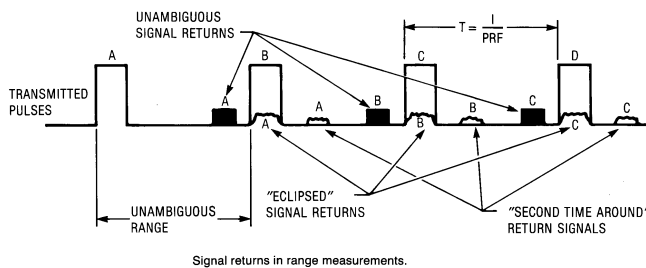 UNAMBIGUOUS
SIGNAL RETURNS
T = 1
PRF
A
B
C
D
TRANSMITTED
PULSES
A
A
A
B
B
B
C
C
C
UNAMBIGUOUS
RANGE
"ECLIPSED"
SIGNAL RETURNS
"SECOND TIME AROUND"
RETURN SIGNALS
Signal returns in range measurements.